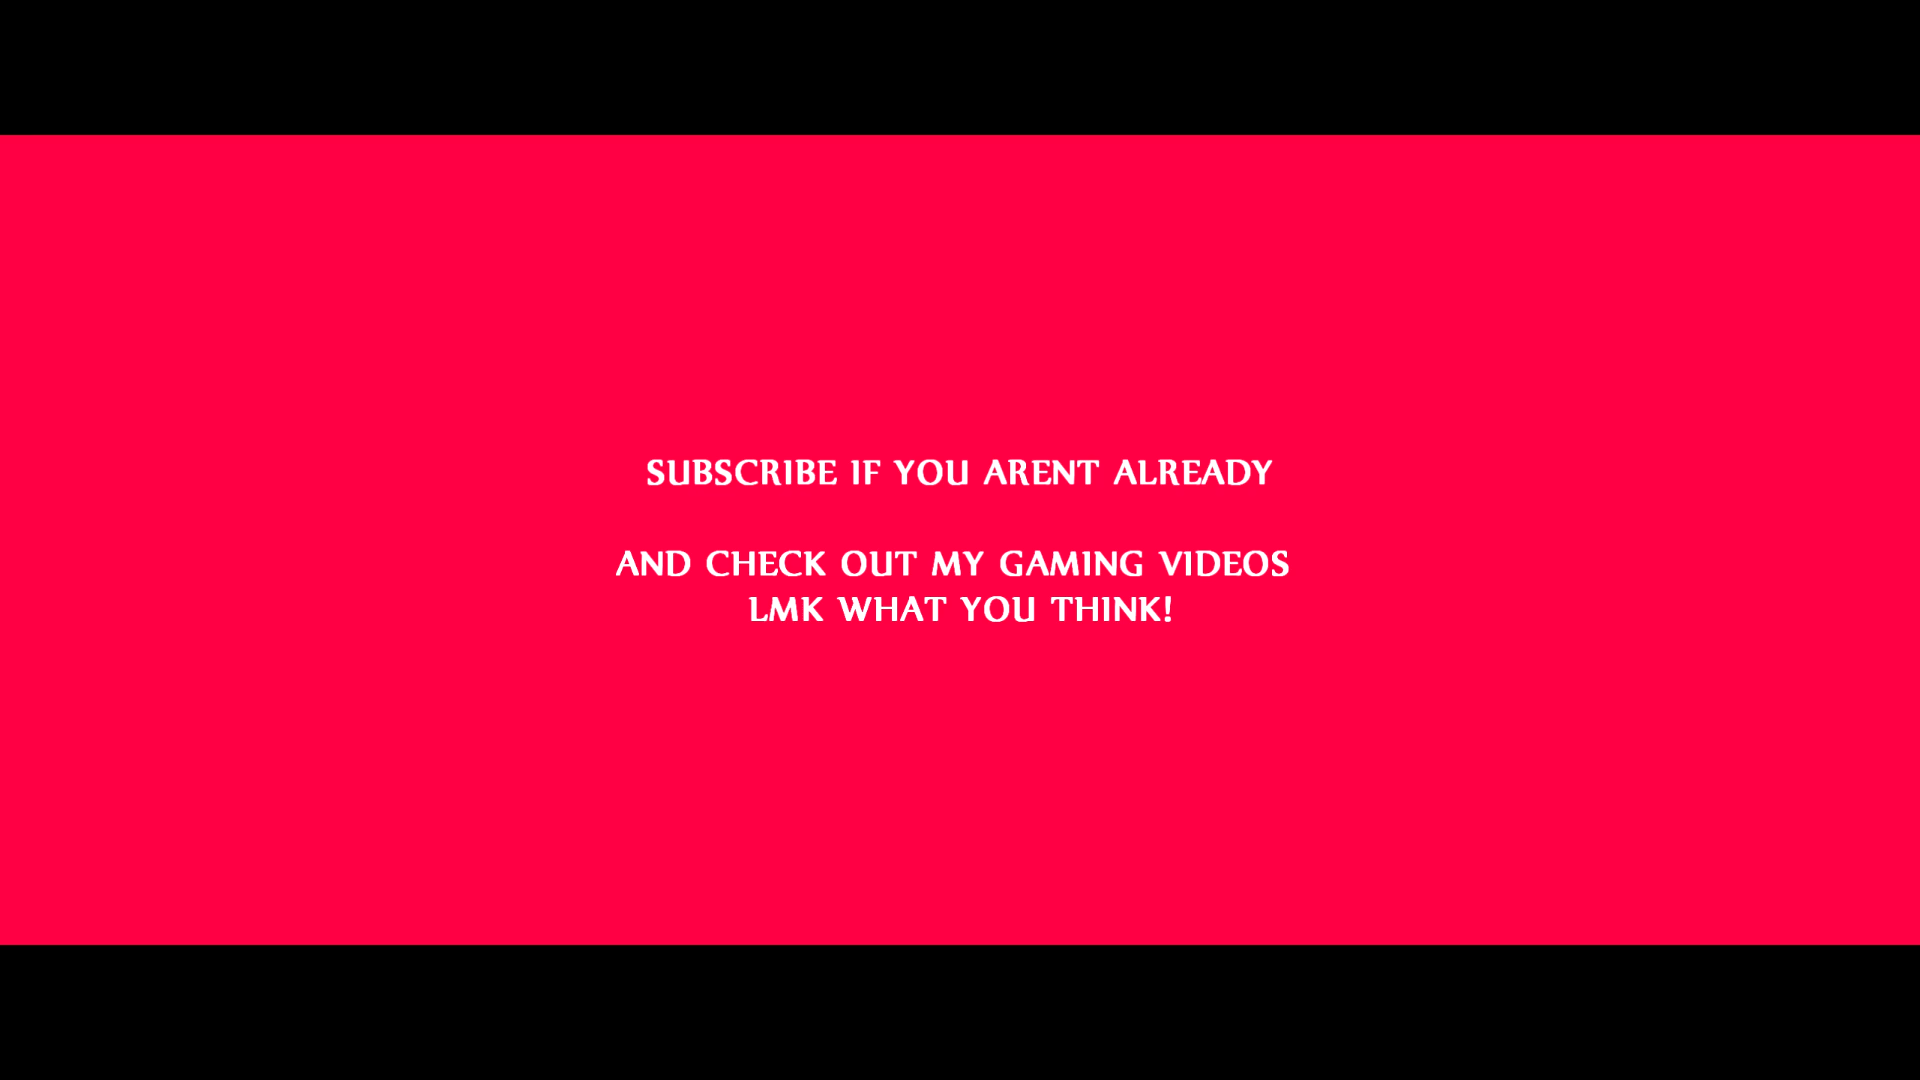 SUBSCRIBE IF YOU ARENT ALREADY
AND CHECK OUT MY GAMING VIDEOS
LMK WHAT YOU THINK!